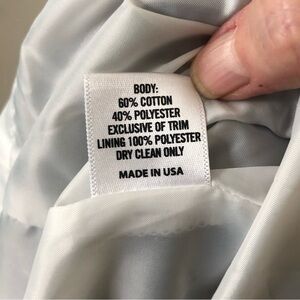 BODY:
60% COTTON
40% POLYESTER
EXCLUSIVE OF TRIM
LINING 100% POLYESTER
DRY CLEAN ONLY
MADE IN USA